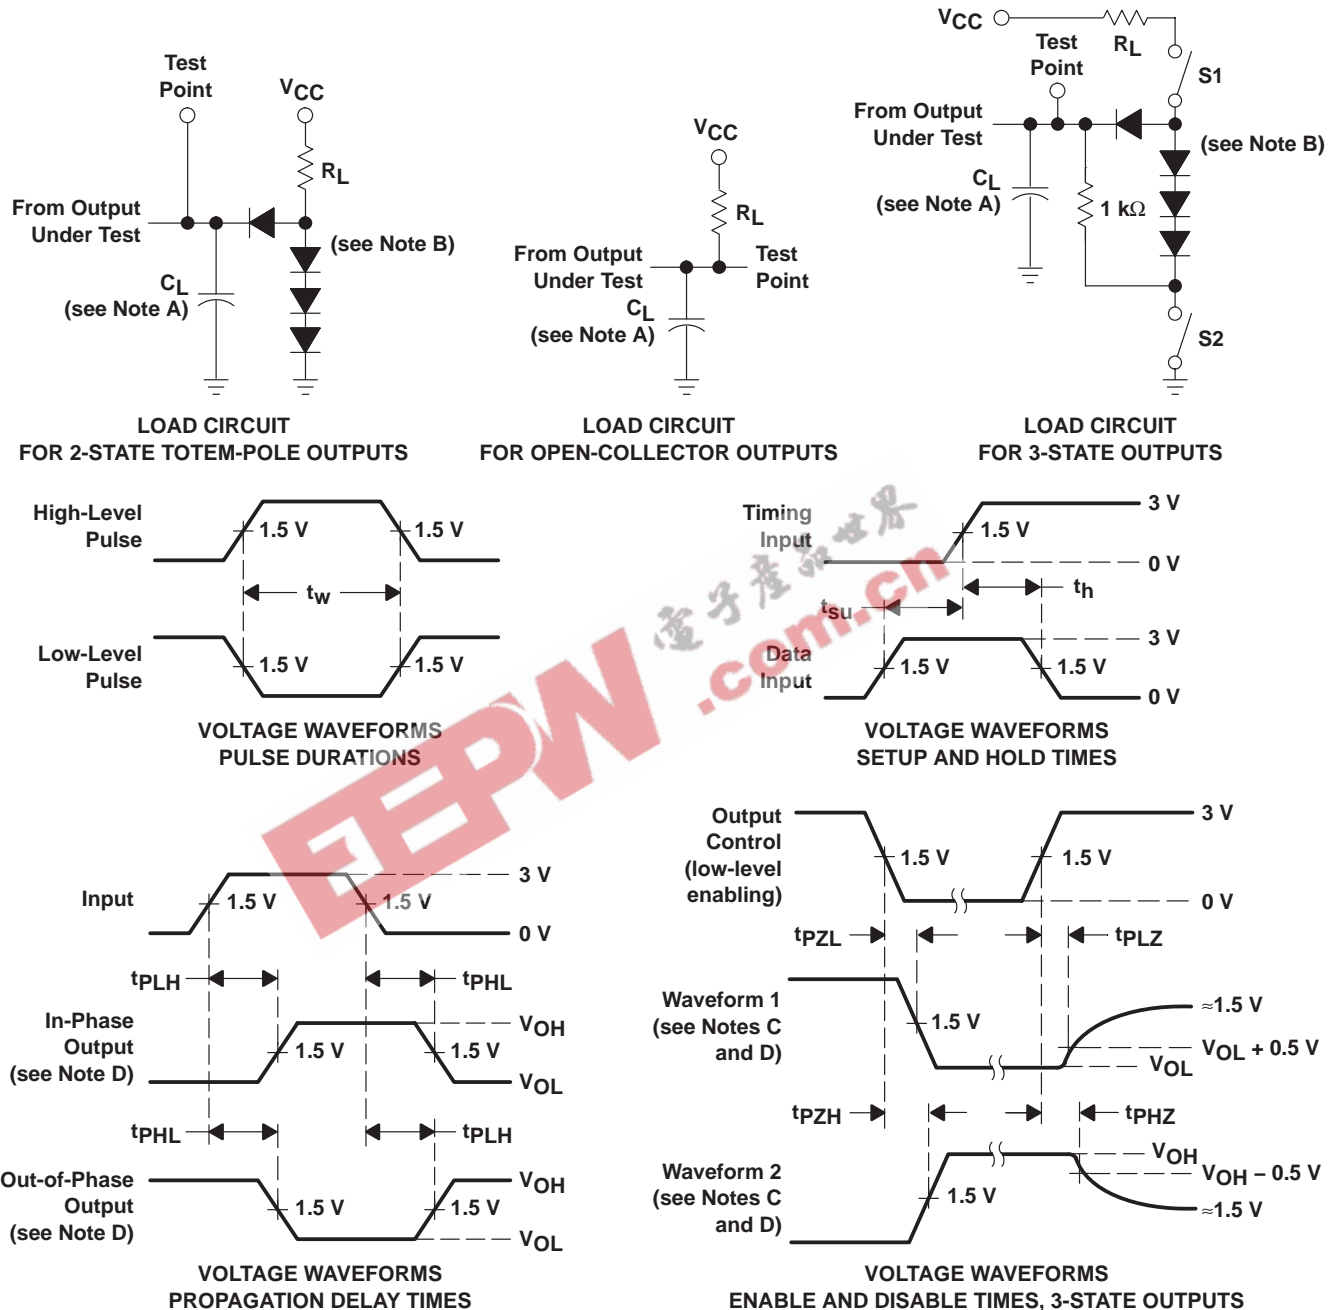 Test
Point
VCC
RL
From Output
Under Test
(see Note B)
CL
(see Note A)
LOAD CIRCUIT
FOR 2-STATE TOTEM-POLE OUTPUTS
VCC
RL
From Output
Under Test
Test
Point
CL
(see Note A)
LOAD CIRCUIT
FOR OPEN-COLLECTOR OUTPUTS
VCC
RL
Test
Point
S1
From Output
Under Test
(see Note B)
CL
(see Note A)
1 kΩ
S2
LOAD CIRCUIT
FOR 3-STATE OUTPUTS
High-Level
Pulse
1.5 V
1.5 V
tw
Low-Level
Pulse
1.5 V
1.5 V
VOLTAGE WAVEFORMS
PULSE DURATIONS
Timing
Input
1.5 V
3 V
0 V
tsu
th
Data
Input
1.5 V
1.5 V
3 V
0 V
VOLTAGE WAVEFORMS
SETUP AND HOLD TIMES
電子産品世界
EEPW
.com.cn
Input
1.5 V
1.5 V
3 V
0 V
tPLH
tPHL
In-Phase
Output
(see Note D)
1.5 V
1.5 V
VOH
VOL
tPHL
tPLH
Out-of-Phase
Output
(see Note D)
1.5 V
1.5 V
VOH
VOL
VOLTAGE WAVEFORMS
PROPAGATION DELAY TIMES
Output
Control
(low-level
enabling)
1.5 V
1.5 V
3 V
0 V
tPZL
tPLZ
Waveform 1
(see Notes C
and D)
1.5 V
≈1.5 V
VOL + 0.5 V
VOL
tPZH
tPHZ
Waveform 2
(see Notes C
and D)
1.5 V
VOH
VOH – 0.5 V
≈1.5 V
VOLTAGE WAVEFORMS
ENABLE AND DISABLE TIMES, 3-STATE OUTPUTS